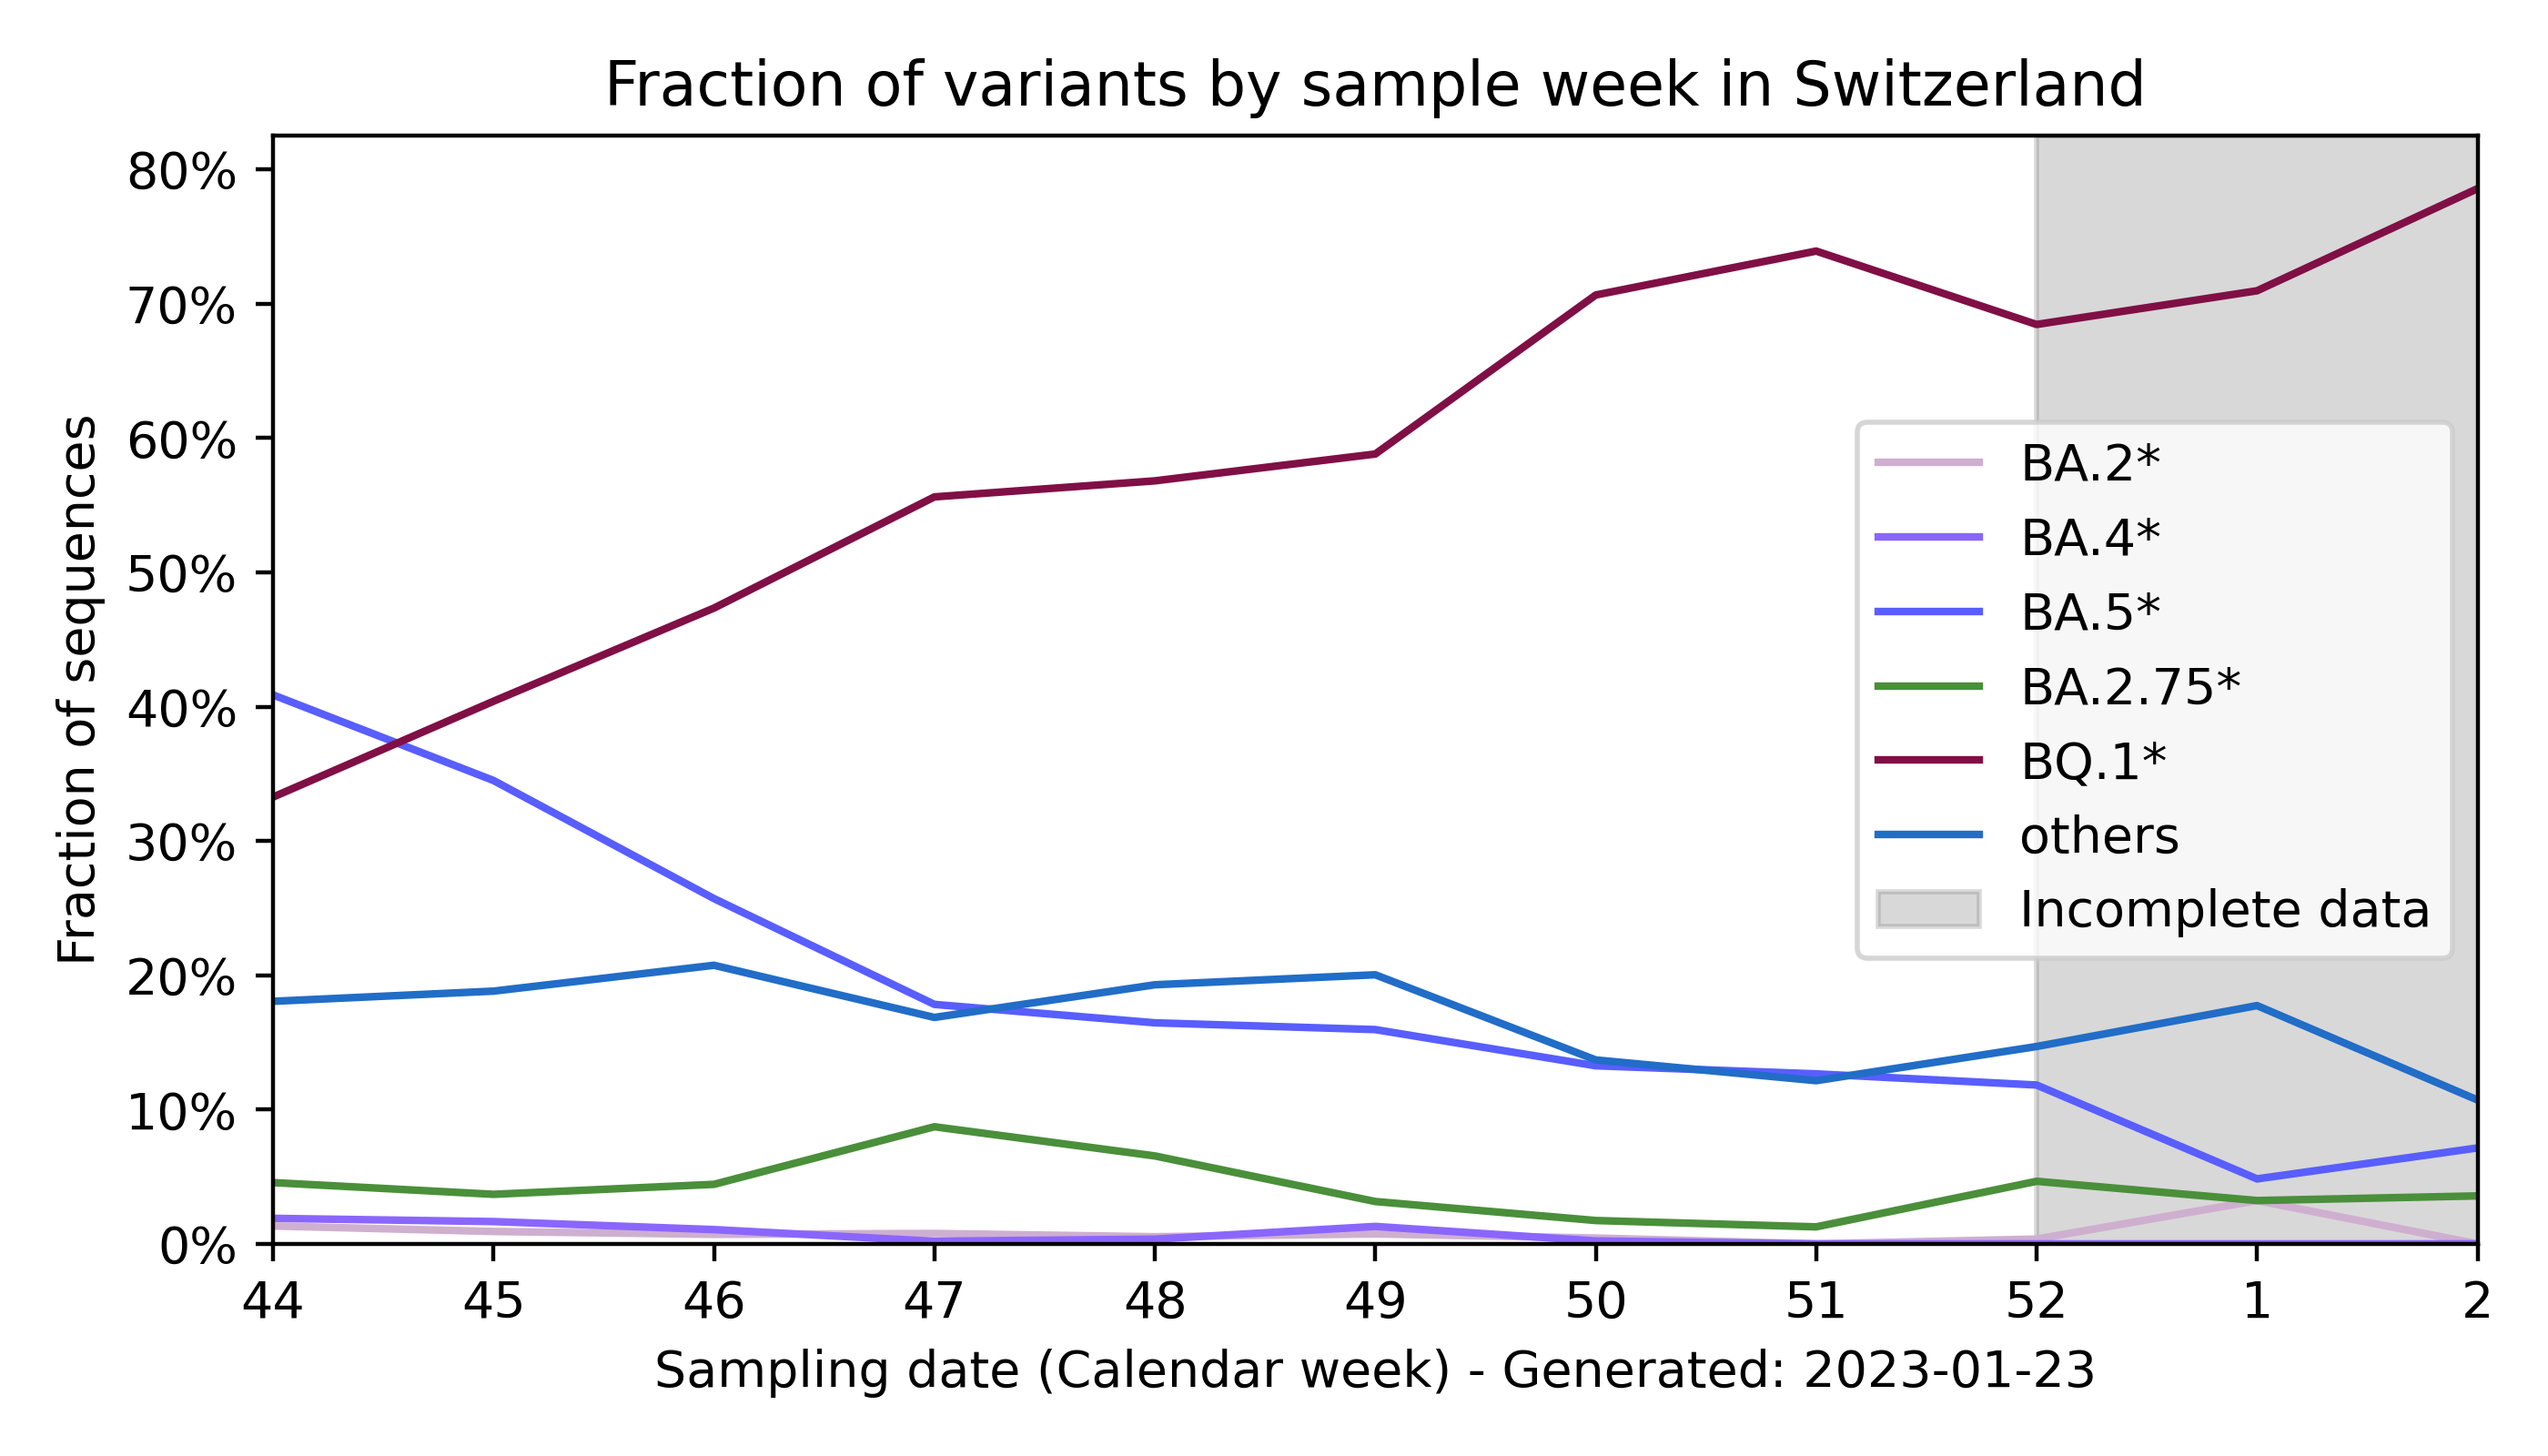 Fraction of variants by sample week in Switzerland
Fraction of sequences
80%
70%
60%
50%
40%
30%
20%
10%
0%
BA.2*
BA.4*
BA.5*
BA.2.75*
BQ.1*
others
Incomplete data
44 45 46 47 48 49 50 51 52 1 2
Sampling date (Calendar week) - Generated: 2023-01-23